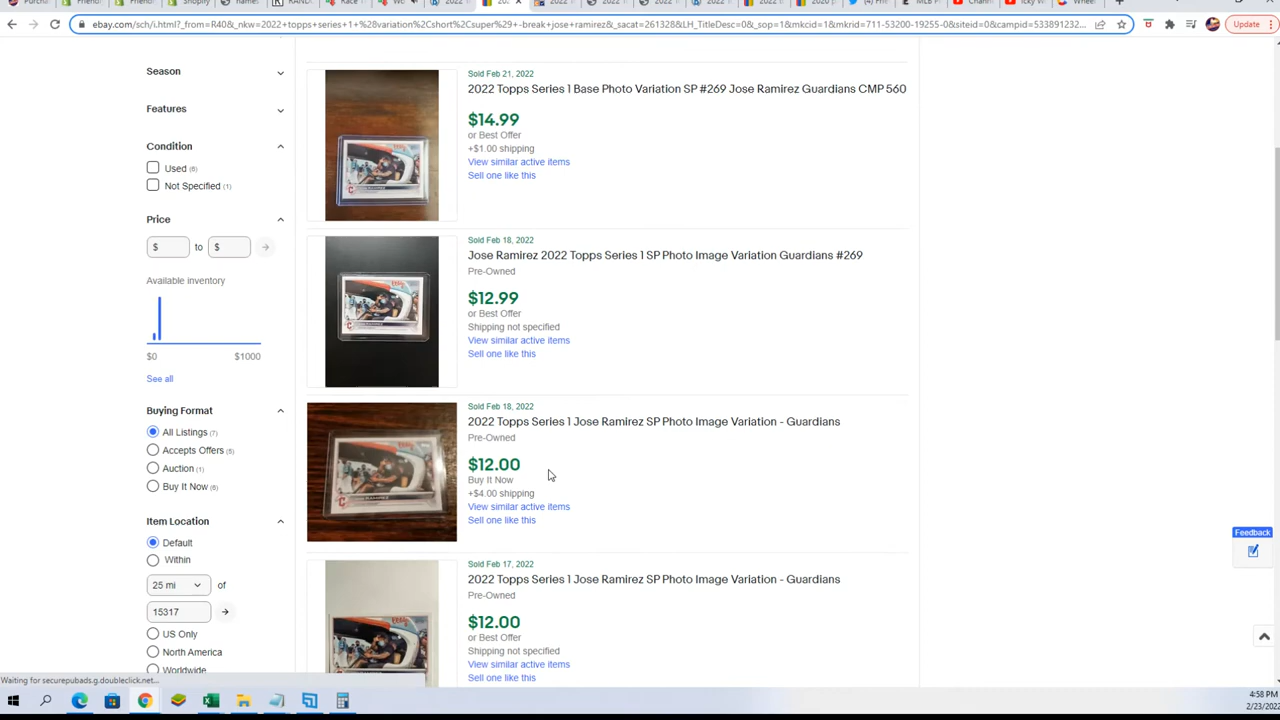 ebay.com/sch/i.html?_from=R40&_nkw=2022+topps+series+1+%28variation%2Cshort%2Csuper+-break+jose+ramirez&_sacat=261328&LH_TitleDesc=0&_sop=1&mkcid=1&mkrid=711-53200-19255-0&siteid=0&campid=533891232...
Update
Season
Features
Condition
Used (6)
Not Specified (1)
Price
$ to $
Available inventory
$0 $1000
See all
Buying Format
All Listings (7)
Accepts Offers (5)
Auction (1)
Buy It Now (6)
Item Location
Default
Within
25 mi of
15317
US Only
North America
Worldwide
Sold Feb 21, 2022
2022 Topps Series 1 Base Photo Variation SP #269 Jose Ramirez Guardians CMP 560
$14.99
or Best Offer
+$1.00 shipping
View similar active items
Sell one like this
Sold Feb 18, 2022
Jose Ramirez 2022 Topps Series 1 SP Photo Image Variation Guardians #269
Pre-Owned
$12.99
or Best Offer
Shipping not specified
View similar active items
Sell one like this
Sold Feb 18, 2022
2022 Topps Series 1 Jose Ramirez SP Photo Image Variation - Guardians
Pre-Owned
$12.00
Buy It Now
+$4.00 shipping
View similar active items
Sell one like this
Sold Feb 17, 2022
2022 Topps Series 1 Jose Ramirez SP Photo Image Variation - Guardians
Pre-Owned
$12.00
or Best Offer
Shipping not specified
View similar active items
Sell one like this
Feedback
Waiting for securepubads.g.doubleclick.net...
4:58 PM
2/23/2022